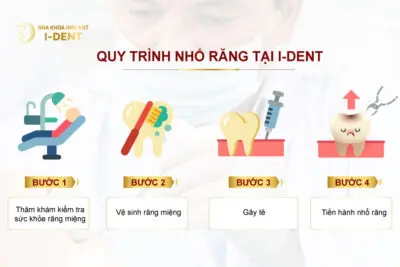 NHA KHOA IMPLANT
I-DENT
QUY TRÌNH NHỔ RĂNG TẠI I-DENT
BƯỚC 1
BƯỚC 2
BƯỚC 3
BƯỚC 4
Thăm khám kiểm tra
sức khỏe răng miệng
Vệ sinh răng miệng
Gây tê
Tiến hành nhổ răng